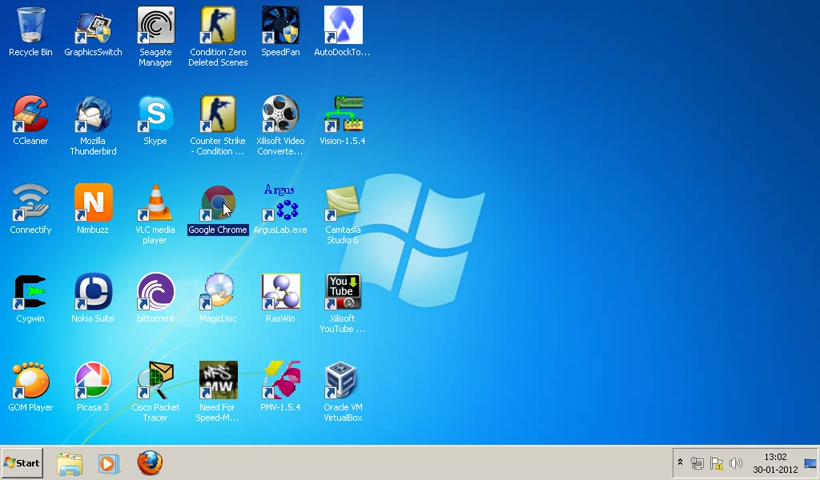 Recycle Bin
GraphicsSwitch
Seagate
Manager
Condition Zero
Deleted Scenes
SpeedFan
AutoDockTo...
CCleaner
Mozilla
Thunderbird
Skype
Counter Strike
- Condition ...
Xilisoft Video
Converte...
Vision-1.5.4
Connectify
Nimbuzz
VLC media
player
Google Chrome
Argus
ArgusLab.exe
Camtasia
Studio 6
Cygwin
Nokia Suite
bittorrent
MagicDisc
RasWin
You
Tube
Xilisoft
YouTube ...
GOM Player
Picasa 3
Cisco Packet
Tracer
NFS
MW
Need For
Speed-M...
PMV-1.5.4
Oracle VM
VirtualBox
Start
13:02
30-01-2012